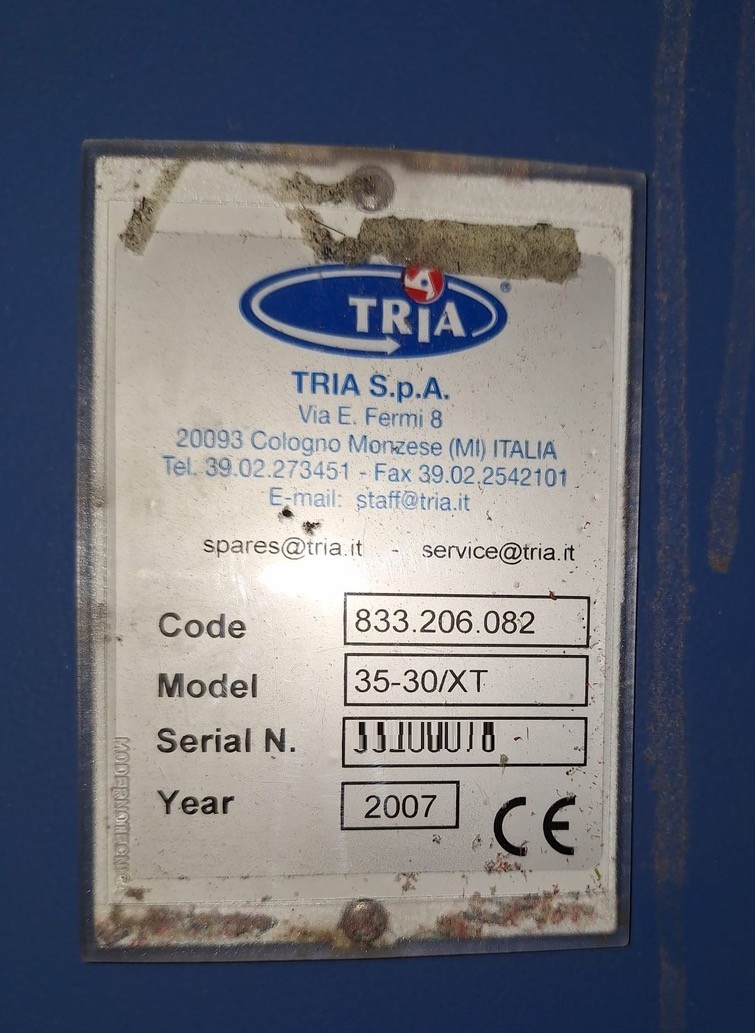 TRIA ®
TRIA S.p.A.
Via E. Fermi 8
20093 Cologno Monzese (MI) ITALIA
Tel. 39.02.273451 - Fax 39.02.2542101
E-mail: staff@tria.it
spares@tria.it - service@tria.it
Code 833.206.082
Model 35-30/XT
Serial N.
Year 2007 CE